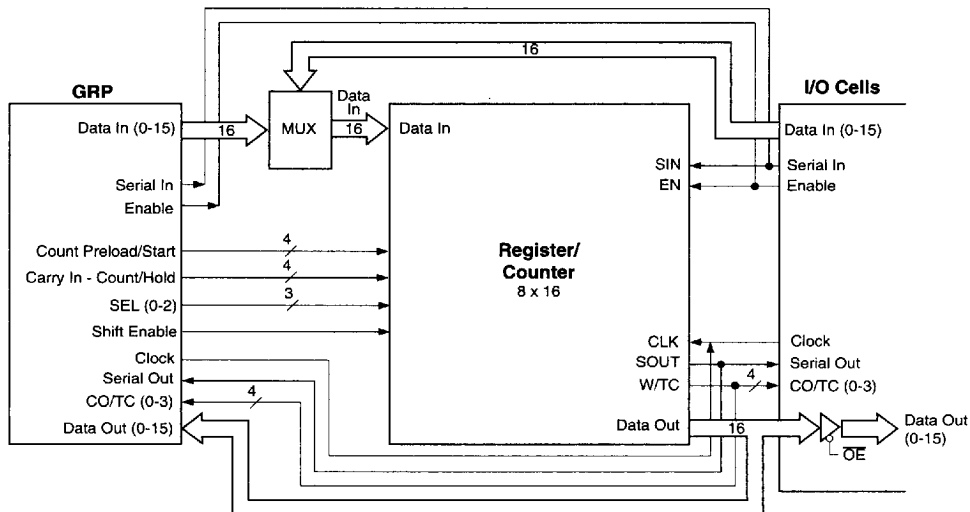 16
GRP
I/O Cells
Data In (0-15)
16
MUX
Data
In
16
Data In
Data In (0-15)
SIN
Serial In
EN
Enable
Serial In
Enable
Count Preload/Start
4
Carry In - Count/Hold
4
SEL (0-2)
3
Shift Enable
Register/
Counter
8 x 16
Clock
Serial Out
CO/TC (0-3)
4
Data Out (0-15)
CLK
Clock
SOUT
Serial Out
W/TC
4
CO/TC (0-3)
Data Out
16
OE
Data Out
(0-15)